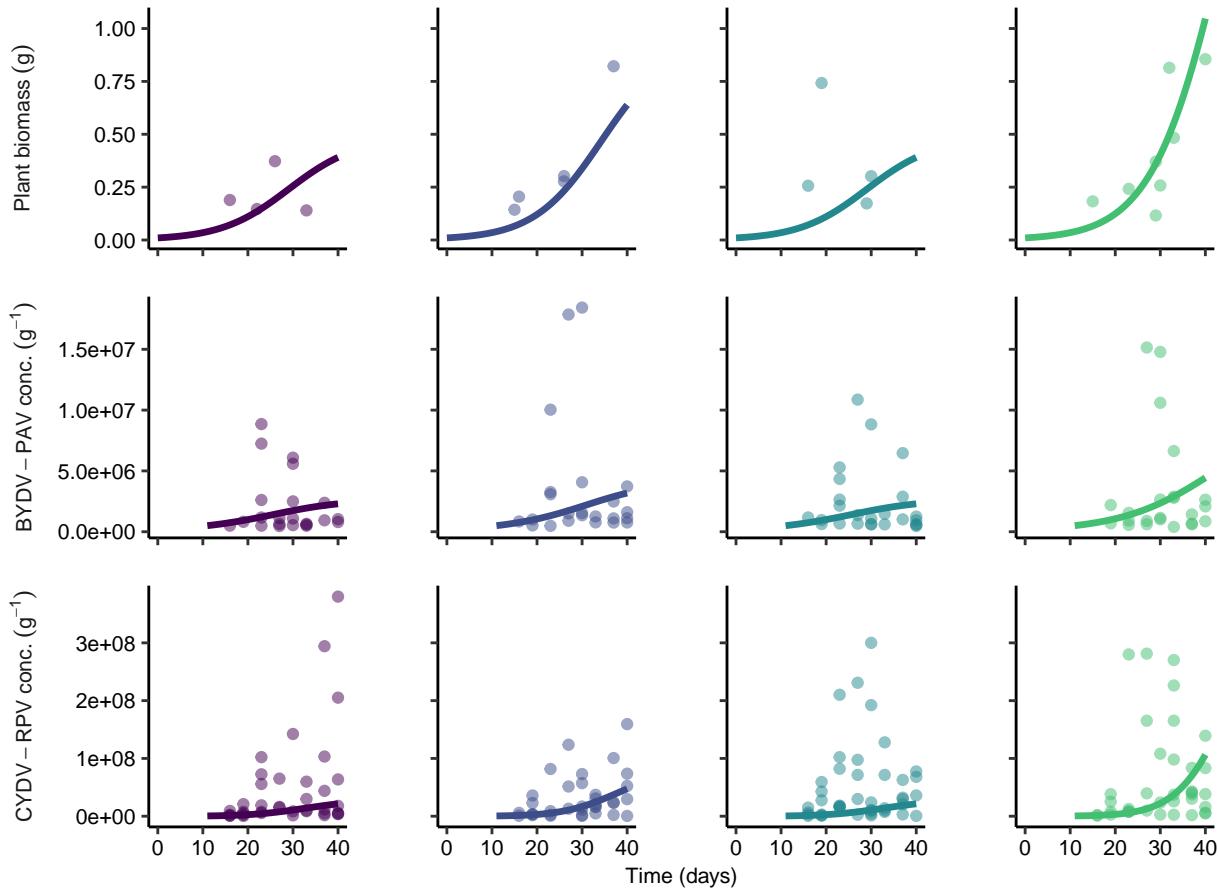 Plant biomass (g)
1.00
0.75
0.50
0.25
0.00
BYDV − PAV conc. (g⁻¹)
1.5e+07
1.0e+07
5.0e+06
0.0e+00
CYDV − RPV conc. (g⁻¹)
3e+08
2e+08
1e+08
0e+00
0 10 20 30 40 0 10 20 30 40 0 10 20 30 40 0 10 20 30 40
Time (days)